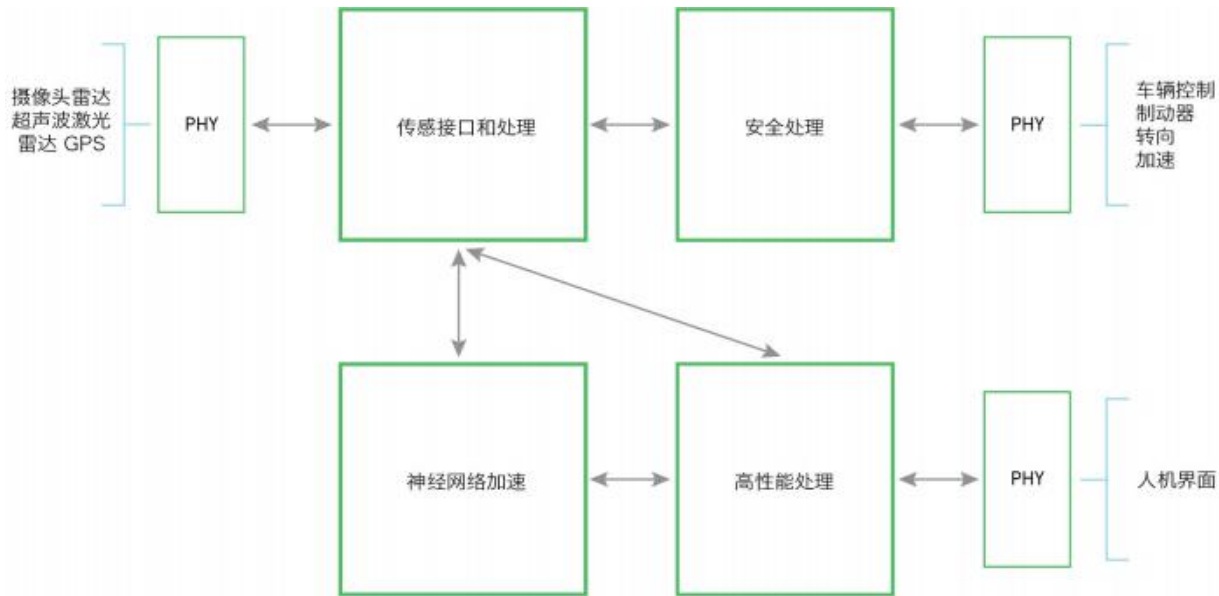 摄像头雷达
超声波激光
雷达 GPS
PHY
传感接口和处理
安全处理
PHY
车辆控制
制动器
转向
加速
神经网络加速
高性能处理
PHY
人机界面